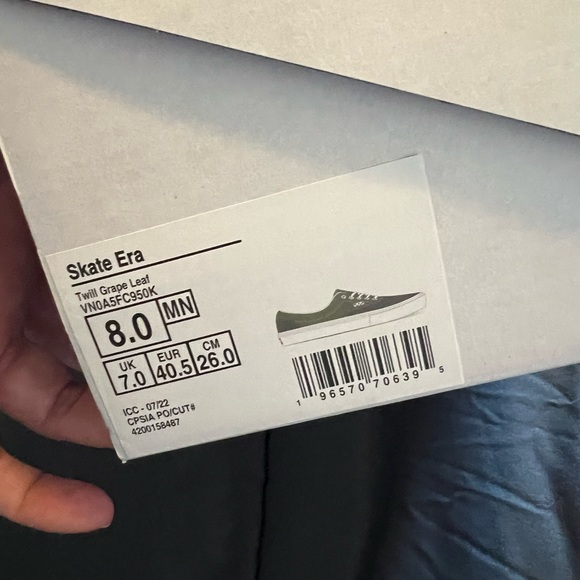 Skate Era
Twill Grape Leaf
VN0A5FC950K
8.0 MN
UK EUR CM
7.0 40.5 26.0
ICC - 07/22
CPSIA PO/CUT#
4200158487
1 96570 70639 5